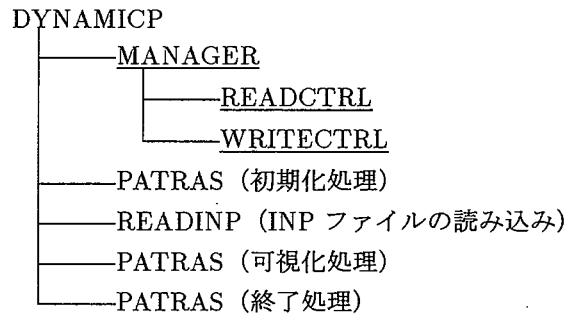 DYNAMICP
MANAGER
READCTRL
WRITECTRL
PATRAS（初期化処理）
READINP（INP ファイルの読み込み）
PATRAS（可視化処理）
PATRAS（終了処理）